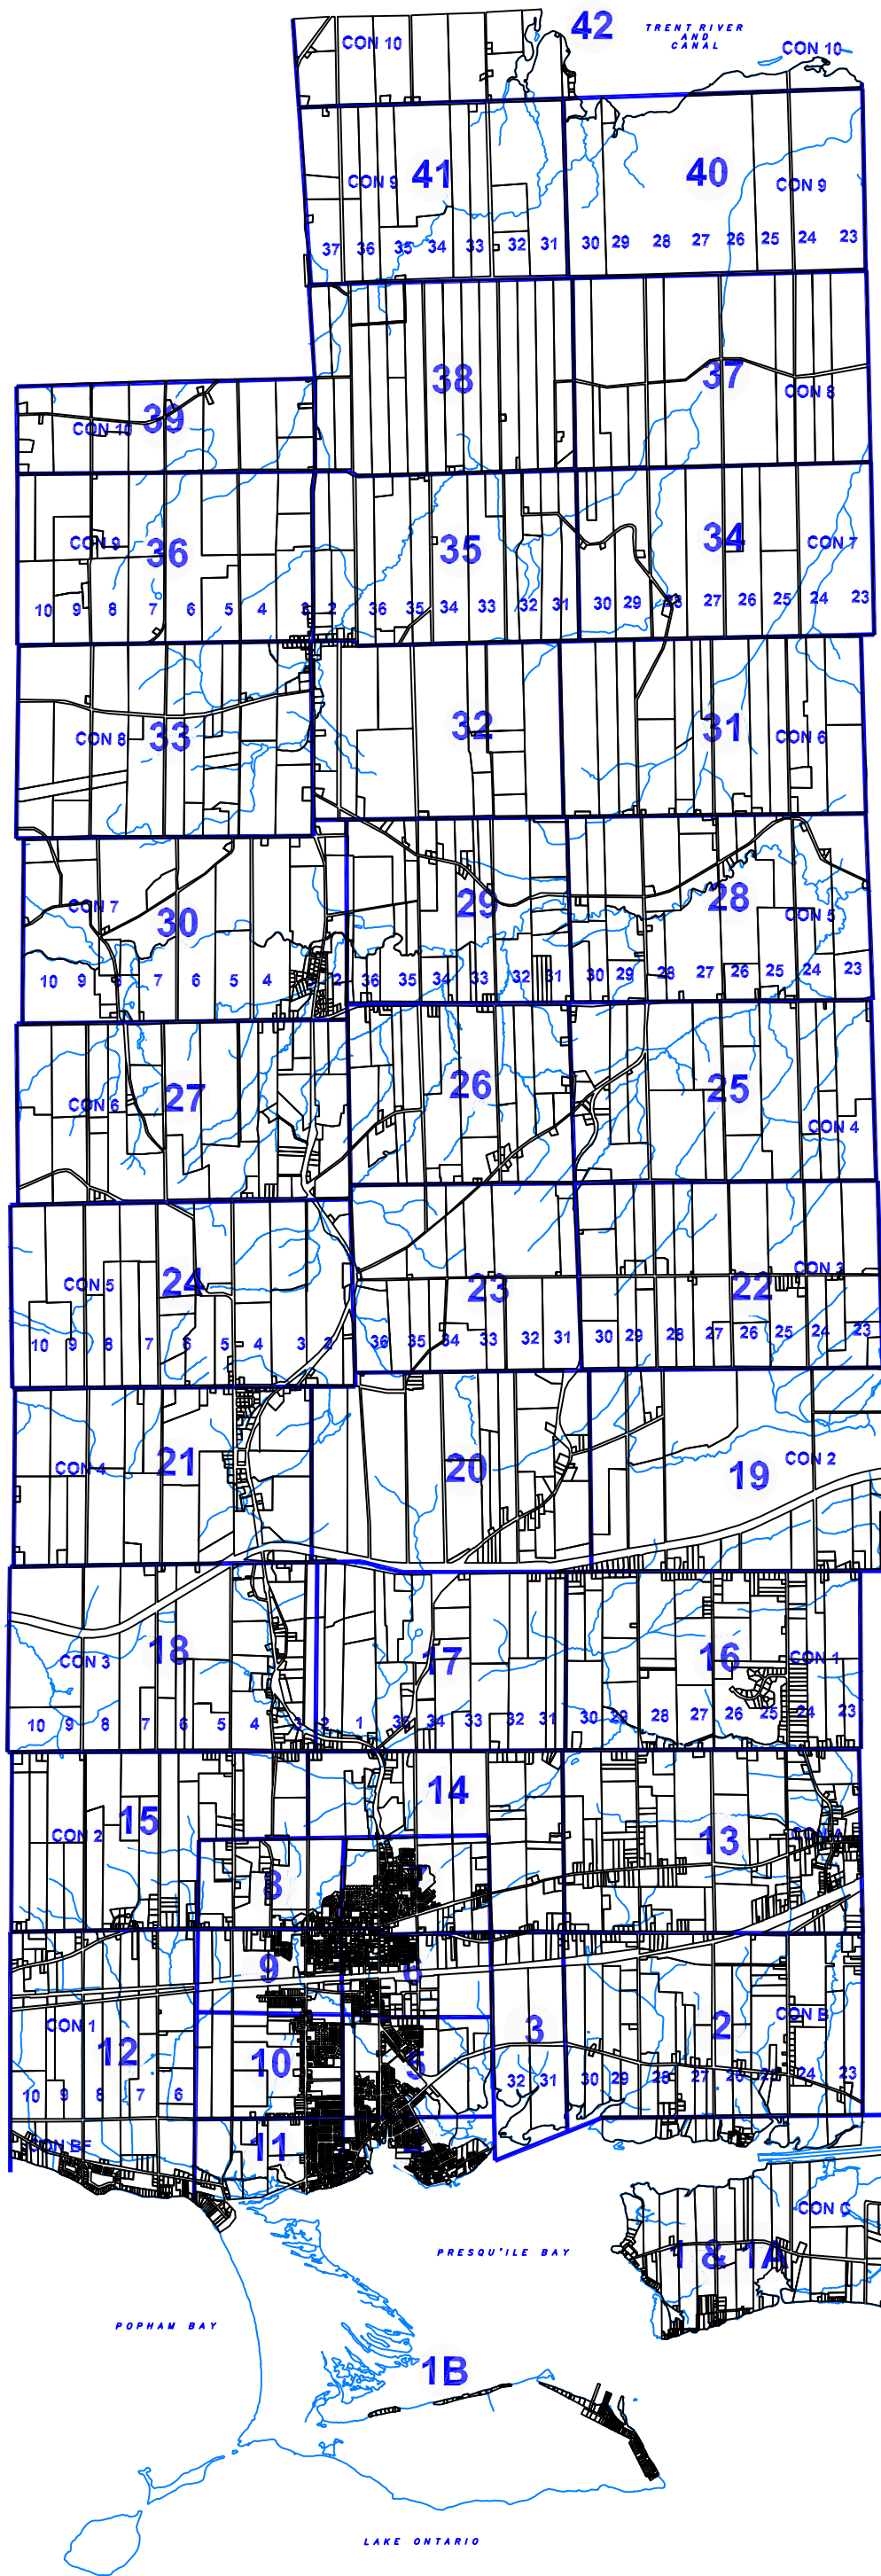 42
TRENT RIVER
AND
CANAL
CON 10
CON 10
CON 9
41
40
CON 9
37 36 35 34 33 32 31 30 29 28 27 26 25 24 23
38
37
CON 8
39
CON 10
CON 9
36
35
34
CON 7
10 9 8 7 6 5 4 3 2 36 35 34 33 32 31 30 29 28 27 26 25 24 23
CON 8
33
32
31
CON 6
CON 7
30
29
28
CON 5
10 9 8 7 6 5 4 2 36 35 34 33 32 31 30 29 28 27 26 25 24 23
CON 6
27
26
25
CON 4
CON 5
24
23
22
CON 3
10 9 8 7 6 5 4 3 2 36 35 34 33 32 31 30 29 28 27 26 25 24 23
CON 4
21
20
19
CON 2
CON 3
18
17
16
CON 1
10 9 8 7 6 5 4 3 2 1 35 34 33 32 31 30 29 28 27 26 25 24 23
CON 2
15
14
13
8
9
6
CON 1
12
10
5
3
2
CON B
10 9 8 7 6 32 31 30 29 28 27 26 25 24 23
CON BF
11
CON C
1 & 1A
PRESQU'ILE BAY
POPHAM BAY
1B
LAKE ONTARIO